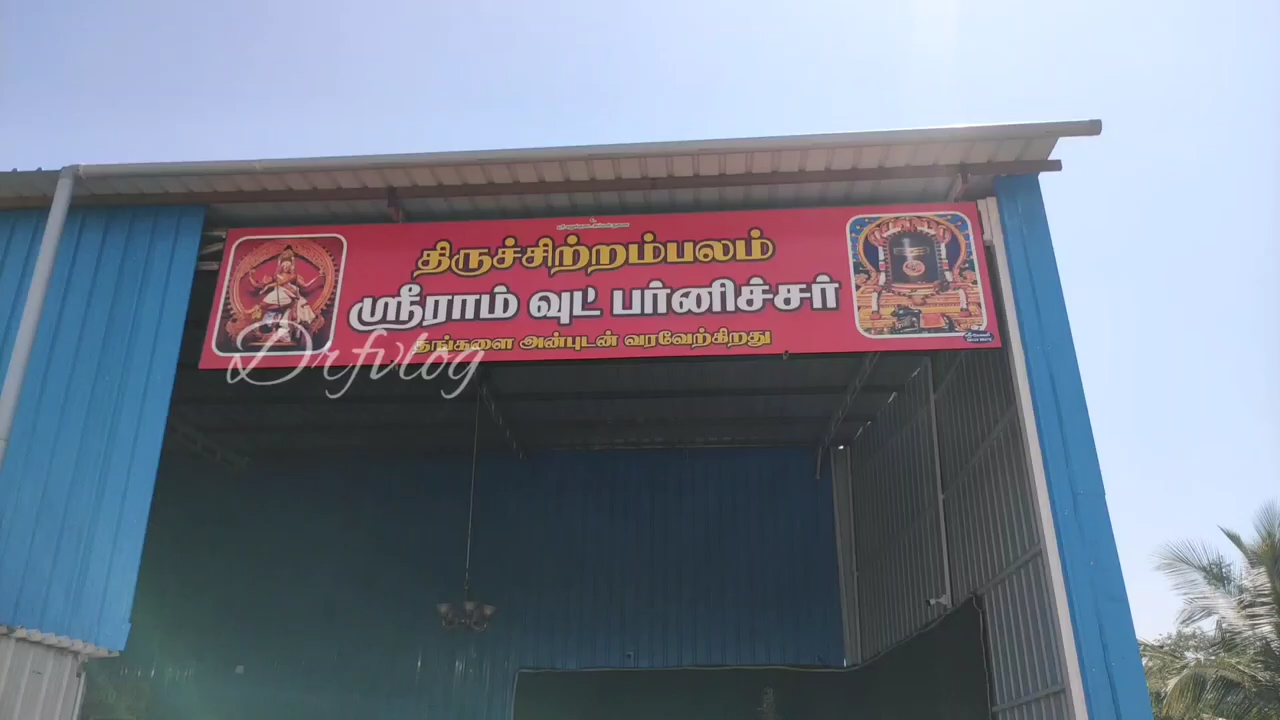 திருச்சிற்றம்பலம்
ஸ்ரீராம் வுட் பர்னிச்சர்
தங்களை அன்புடன் வரவேற்கிறது
Drfvlog